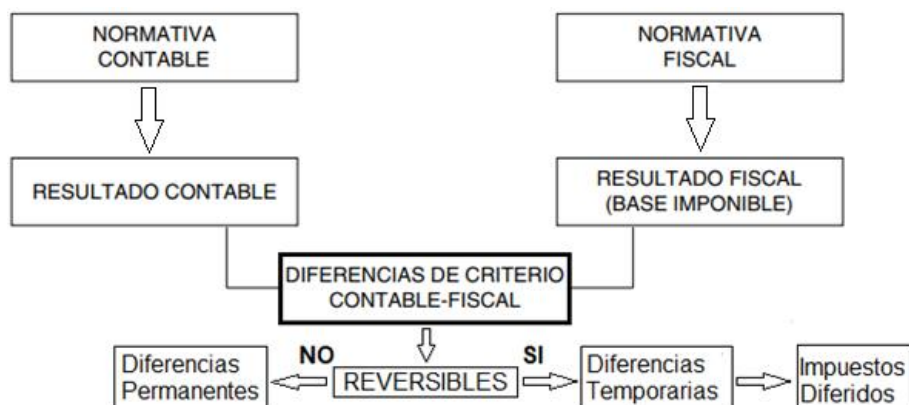 NORMATIVA
CONTABLE
NORMATIVA
FISCAL
RESULTADO CONTABLE
RESULTADO FISCAL
(BASE IMPONIBLE)
DIFERENCIAS DE CRITERIO
CONTABLE-FISCAL
Diferencias
Permanentes
NO
REVERSIBLES
SI
Diferencias
Temporarias
Impuestos
Diferidos